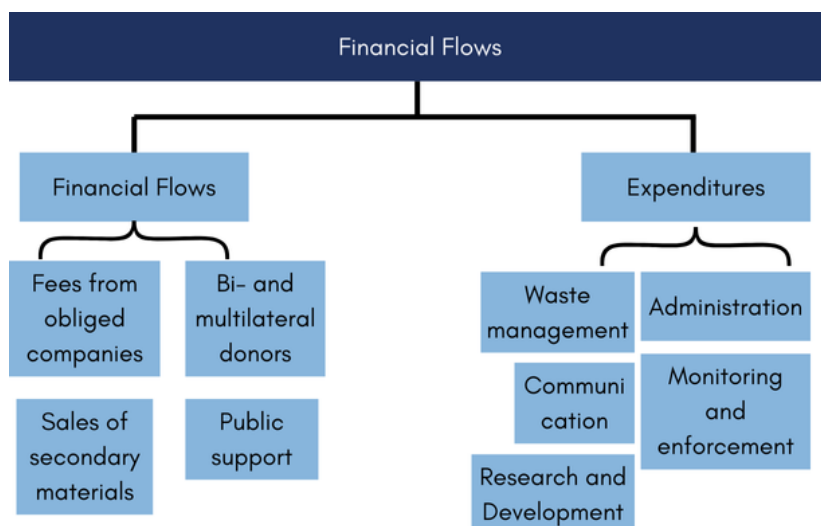 Financial Flows
Financial Flows
Expenditures
Fees from
obliged
companies
Bi- and
multilateral
donors
Sales of
secondary
materials
Public
support
Waste
management
Administration
Communi
cation
Monitoring
and
enforcement
Research and
Development